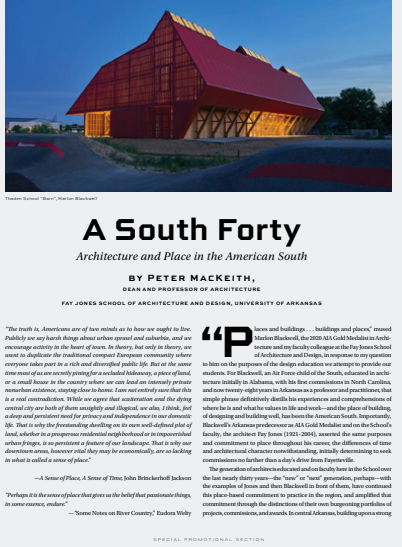 Thaden School "Barn", Marlon Blackwell
A South Forty
Architecture and Place in the American South
BY PETER MACKEITH,
DEAN AND PROFESSOR OF ARCHITECTURE
FAY JONES SCHOOL OF ARCHITECTURE AND DESIGN, UNIVERSITY OF ARKANSAS
"The truth is, Americans are of two minds as to how we ought to live.
Publicly we say harsh things about urban sprawl and suburbia, and we
encourage activity in the heart of town. In theory, but only in theory, we
want to duplicate the traditional compact European community where
everyone takes part in a rich and diversified public life. But at the same
time most of us are secretly pining for a secluded hideaway, a piece of land,
or a small house in the country where we can lead an intensely private
nonurban existence, staying close to home. I am not entirely sure that this
is a real contradiction. While we agree that scatteration and the dying
central city are both of them unsightly and illogical, we also, I think, feel
a deep and persistent need for privacy and independence in our domestic
life. That is why the freestanding dwelling on its own well-defined plot of
land, whether in a prosperous residential neighborhood or in impoverished
urban fringes, is so persistent a feature of our landscape. That is why our
downtown areas, however vital they may be economically, are so lacking
in what is called a sense of place."
—A Sense of Place, A Sense of Time, John Brinckerhoff Jackson
"Perhaps it is the sense of place that gives us the belief that passionate things,
in some essence, endure."
—"Some Notes on River Country," Eudora Welty
"Places and buildings . . . buildings and places," mused
Marlon Blackwell, the 2020 AIA Gold Medalist in Archi-
tecture and my faculty colleague at the Fay Jones School
of Architecture and Design, in response to my question
to him on the purposes of the design education we attempt to provide our
students. For Blackwell, an Air Force child of the South, educated in archi-
tecture initially in Alabama, with his first commissions in North Carolina,
and now twenty-eight years in Arkansas as a professor and practitioner, that
simple phrase definitively distills his experiences and comprehensions of
where he is and what he values in life and work—and the place of building,
of designing and building well, has been the American South. Importantly,
Blackwell's Arkansas predecessor as AIA Gold Medalist and on the School's
faculty, the architect Fay Jones (1921–2004), asserted the same purposes
and commitment to place throughout his career, the differences of time
and architectural character notwithstanding, initially determining to seek
commissions no farther than a day's drive from Fayetteville.
The generation of architects educated and on faculty here in the School over
the last nearly thirty years—the "new" or "next" generation, perhaps—with
the examples of Jones and then Blackwell in front of them, have continued
this place-based commitment to practice in the region, and amplified that
commitment through the distinctions of their own burgeoning portfolios of
projects, commissions, and awards. In central Arkansas, building upon a strong
SPECIAL PROMOTIONAL SECTION